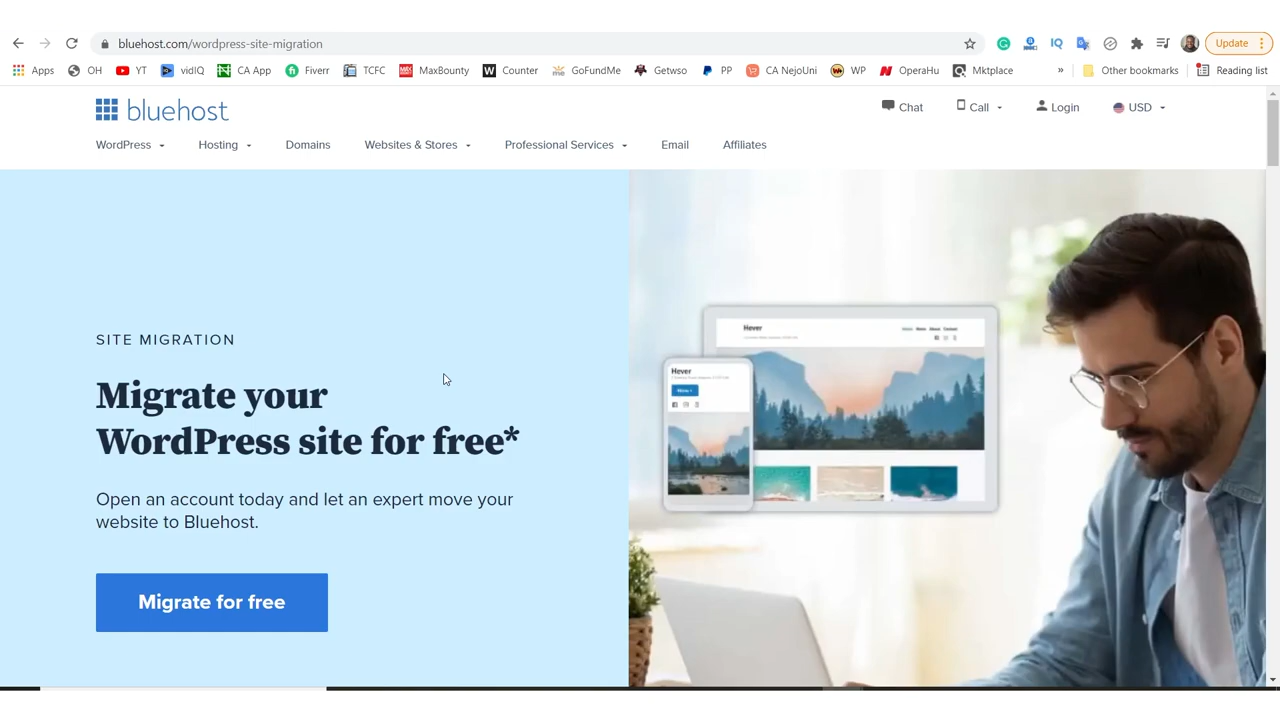 bluehost.com/wordpress-site-migration
IQ
Update
Apps OH YT vidIQ CA App Fiverr TCFC MaxBounty Counter GoFundMe Getwso PP CA NejoUni WP OperaHu Mktplace » Other bookmarks Reading list
bluehost
Chat Call Login USD
WordPress Hosting Domains Websites & Stores Professional Services Email Affiliates
SITE MIGRATION
Migrate your
WordPress site for free*
Open an account today and let an expert move your
website to Bluehost.
Migrate for free
Hever
Hever